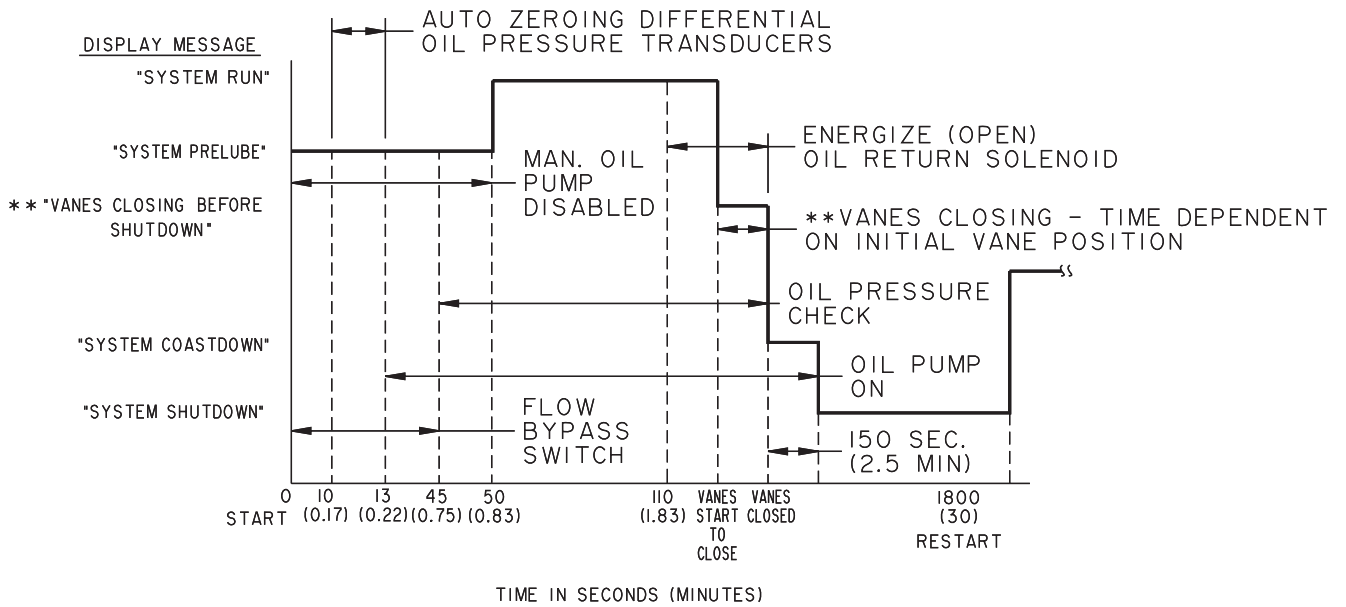 AUTO ZEROING DIFFERENTIAL
OIL PRESSURE TRANSDUCERS
DISPLAY MESSAGE
"SYSTEM RUN"
"SYSTEM PRELUBE"
MAN. OIL
PUMP
DISABLED
ENERGIZE (OPEN)
OIL RETURN SOLENOID
**"VANES CLOSING BEFORE
SHUTDOWN"
**VANES CLOSING - TIME DEPENDENT
ON INITIAL VANE POSITION
OIL PRESSURE
CHECK
"SYSTEM COASTDOWN"
OIL PUMP
ON
"SYSTEM SHUTDOWN"
FLOW
BYPASS
SWITCH
150 SEC.
(2.5 MIN)
0 10 13 45 50 110 VANES VANES 1800
START (0.17) (0.22) (0.75) (0.83) (1.83) START CLOSED (30)
TO
CLOSE
RESTART
TIME IN SECONDS (MINUTES)